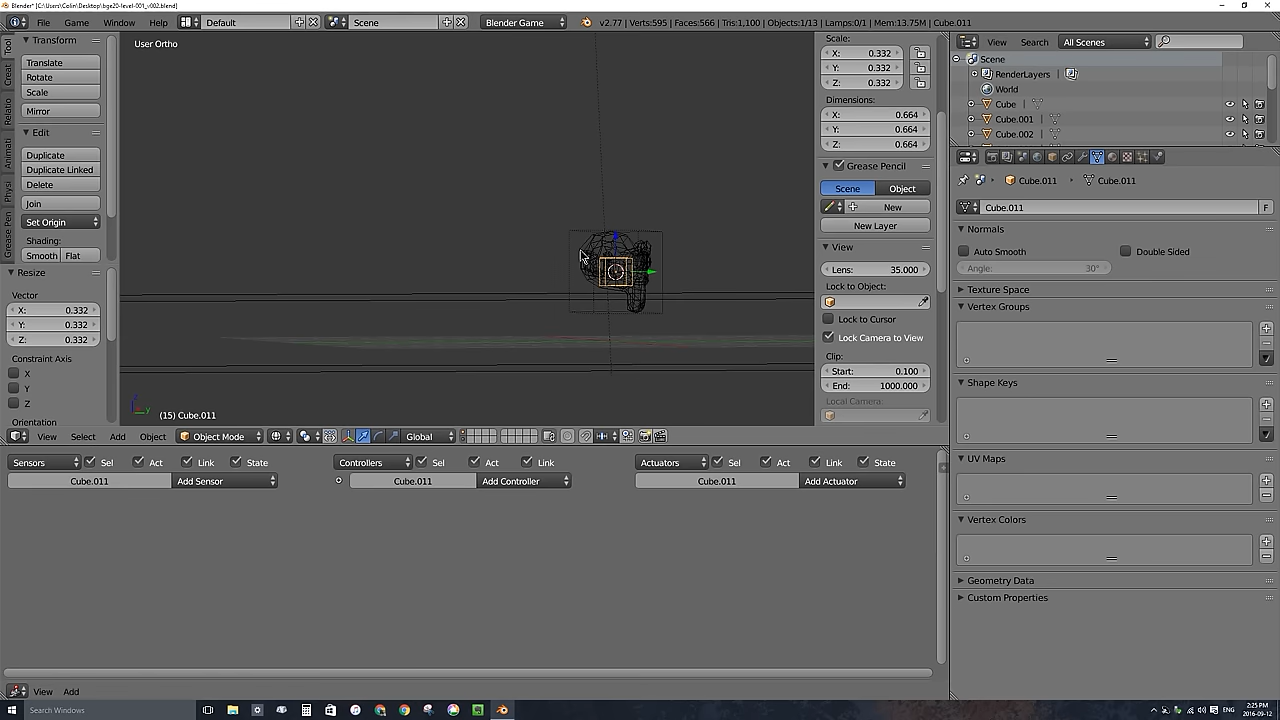 Blender* [C:\Users\Colin\Desktop\bge20-level-001_v002.blend]
File Game Window Help Default Scene Blender Game v2.77 | Verts:595 | Faces:566 | Tris:1,100 | Objects:1/13 | Lamps:0/1 | Mem:13.75M | Cube.011
Transform
Translate
Rotate
Scale
Mirror
Edit
Duplicate
Duplicate Linked
Delete
Join
Set Origin
Shading:
Smooth Flat
Resize
Vector
X: 0.332
Y: 0.332
Z: 0.332
Constraint Axis
X
Y
Z
Orientation
Tool
Creat
Relatio
Animati
Physi
Grease Pen
User Ortho
(15) Cube.011
Scale:
X: 0.332
Y: 0.332
Z: 0.332
Dimensions:
X: 0.664
Y: 0.664
Z: 0.664
Grease Pencil
Scene Object
New
New Layer
View
Lens: 35.000
Lock to Object:
Lock to Cursor
Lock Camera to View
Clip:
Start: 0.100
End: 1000.000
Local Camera:
View Select Add Object Object Mode Global
Sensors Sel Act Link State Controllers Sel Act Link Actuators Sel Act Link State
Cube.011 Add Sensor Cube.011 Add Controller Cube.011 Add Actuator
View Add
View Search All Scenes
Scene
RenderLayers |
World
Cube |
Cube.001
Cube.002
Cube.011 Cube.011
Cube.011 F
Normals
Auto Smooth Double Sided
Angle: 30°
Texture Space
Vertex Groups
Shape Keys
UV Maps
Vertex Colors
Geometry Data
Custom Properties
Search Windows
ENG
2:25 PM
2016-09-12